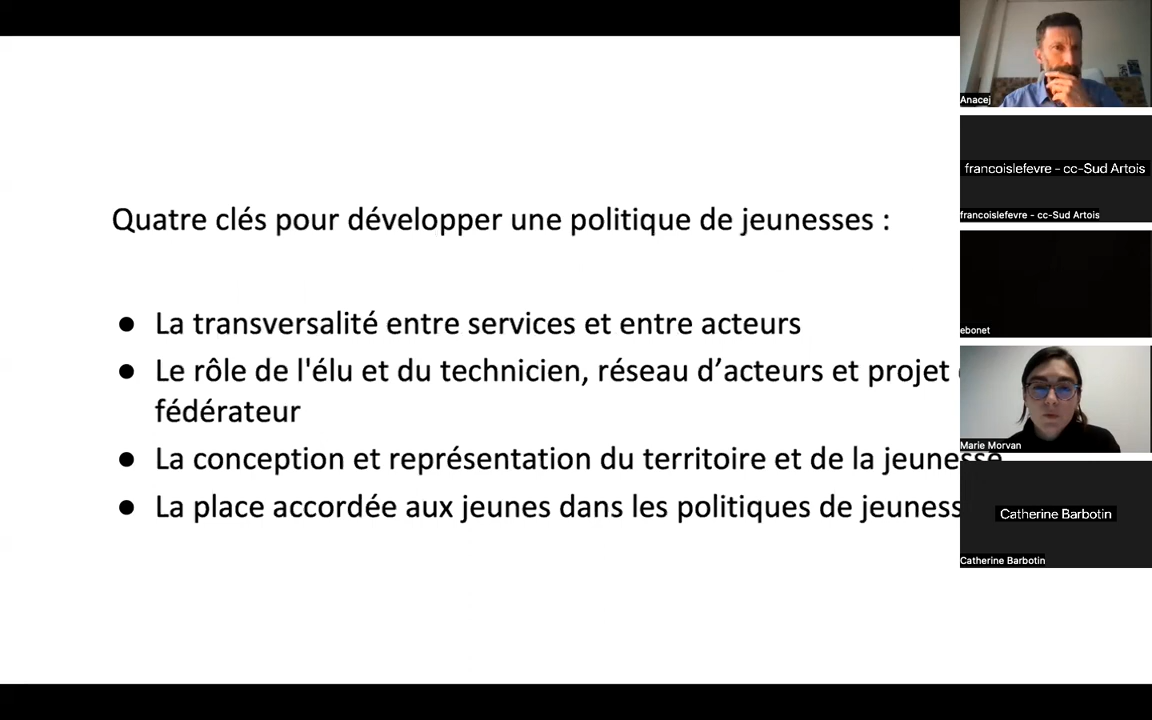 Quatre clés pour développer une politique de jeunesses :
● La transversalité entre services et entre acteurs
● Le rôle de l'élu et du technicien, réseau d’acteurs et projet
fédérateur
● La conception et représentation du territoire et de la jeunesse
● La place accordée aux jeunes dans les politiques de
Anacej
francoislefevre - cc-Sud Artois
francoislefevre - cc-Sud Artois
ebonet
Marie Morvan
Catherine Barbotin
Catherine Barbotin